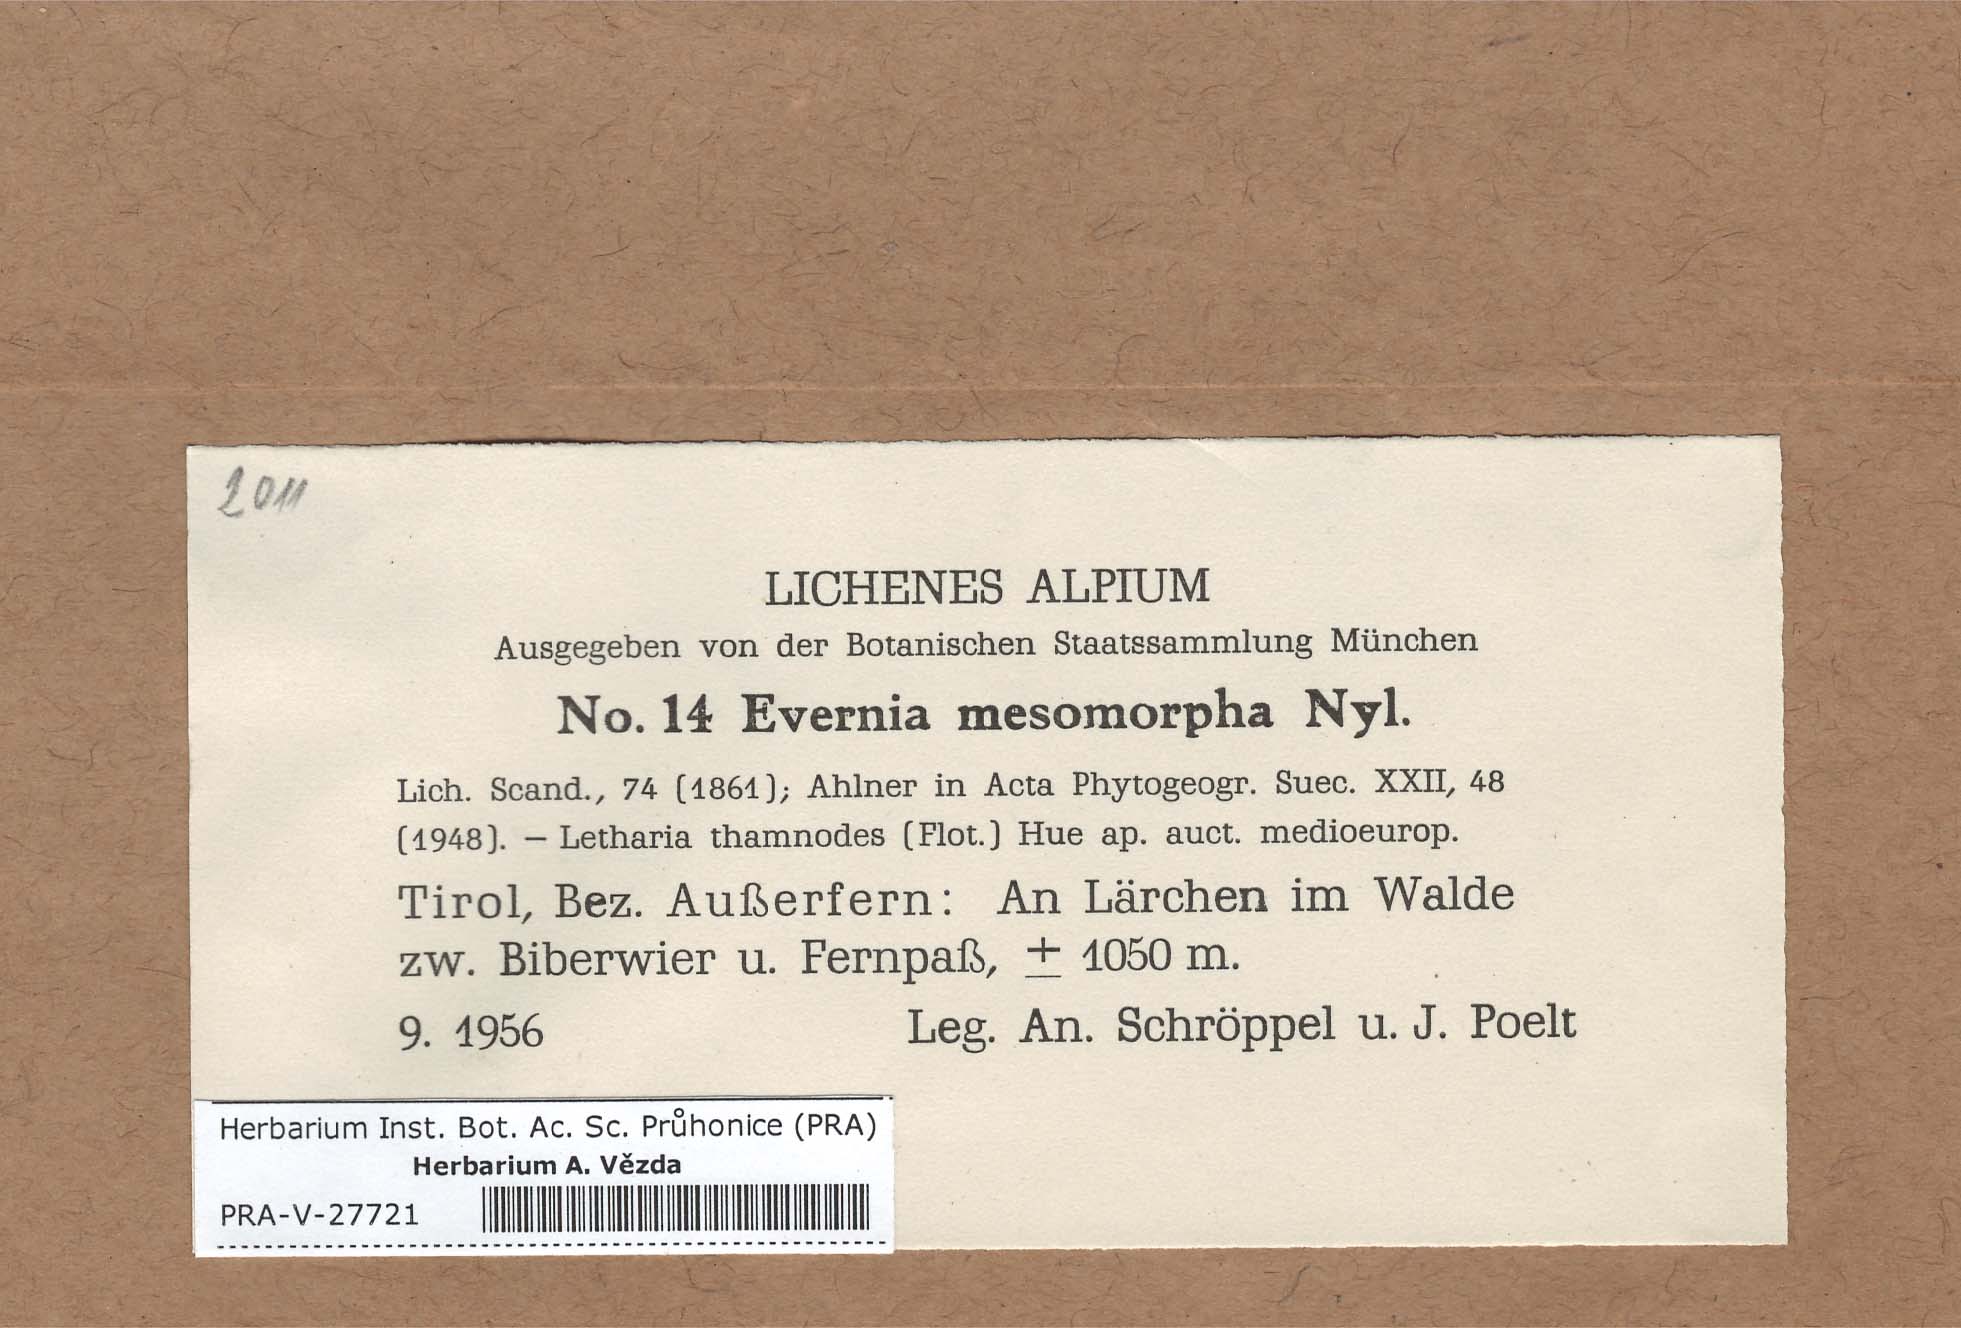 2011
LICHENES ALPIUM
Ausgegeben von der Botanischen Staatssammlung München
No. 14 Evernia mesomorpha Nyl.
Lich. Scand., 74 (1861); Ahlner in Acta Phytogeogr. Suec. XXII, 48
(1948). — Letharia thamnodes (Flot.) Hue ap. auct. medioeurop.
Tirol, Bez. Außerfern: An Lärchen im Walde
zw. Biberwier u. Fernpaß, ± 1050 m.
9. 1956 Leg. An. Schröppel u. J. Poelt
Herbarium Inst. Bot. Ac. Sc. Průhonice (PRA)
Herbarium A. Vězda
PRA-V-27721